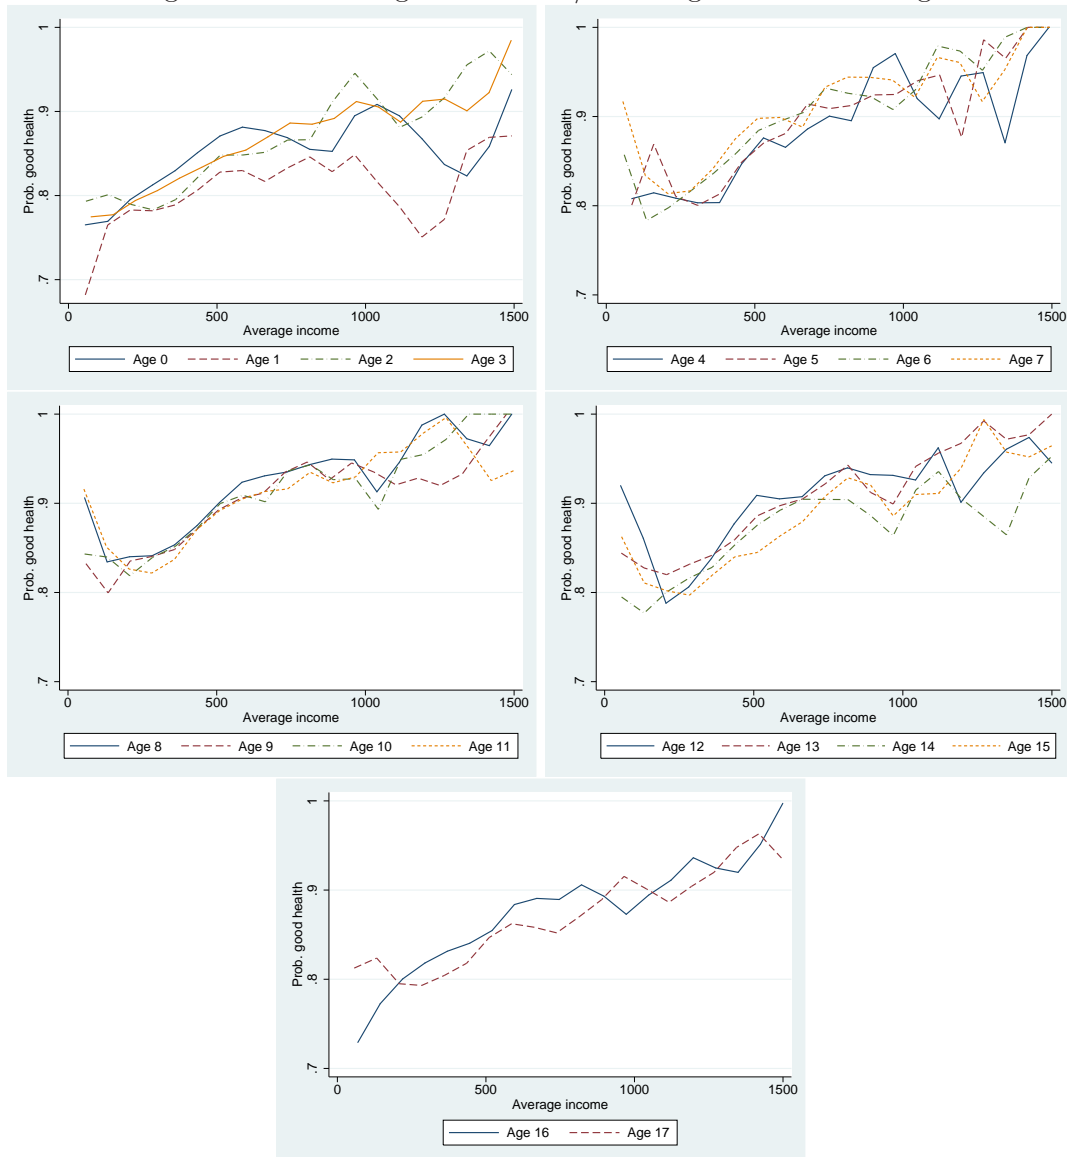 1
.9
.8
.7
Prob. good health
0 500 1000 1500
Average income
Age 0 Age 1 Age 2 Age 3
1
.9
.8
.7
Prob. good health
0 500 1000 1500
Average income
Age 4 Age 5 Age 6 Age 7
1
.9
.8
.7
Prob. good health
0 500 1000 1500
Average income
Age 8 Age 9 Age 10 Age 11
1
.9
.8
.7
Prob. good health
0 500 1000 1500
Average income
Age 12 Age 13 Age 14 Age 15
1
.9
.8
.7
Prob. good health
0 500 1000 1500
Average income
Age 16 Age 17